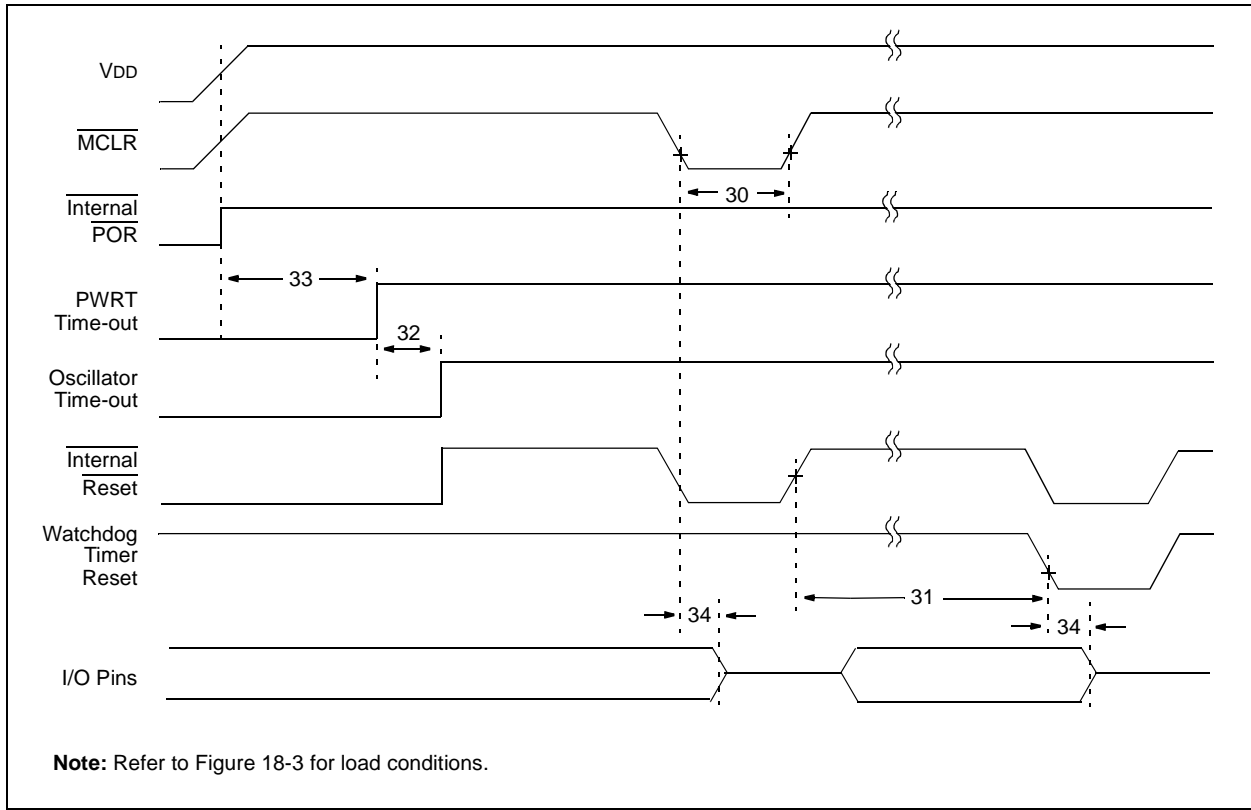 VDD
MCLR
30
Internal
POR
33
PWRT
Time-out
32
Oscillator
Time-out
Internal
Reset
Watchdog
Timer
Reset
31
34
34
I/O Pins
Note: Refer to Figure 18-3 for load conditions.